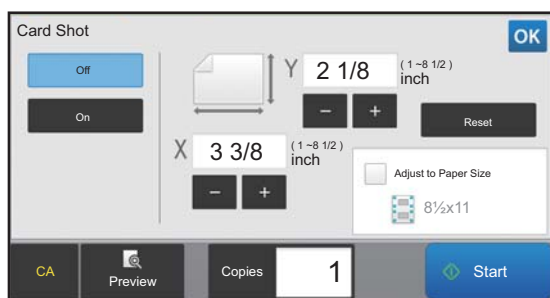 Card Shot
OK
Off
On
Y 2 1/8 ( 1 ~8 1/2 ) inch
- +
Reset
X 3 3/8 ( 1 ~8 1/2 ) inch
- +
Adjust to Paper Size
8½x11
CA
Preview
Copies 1
Start